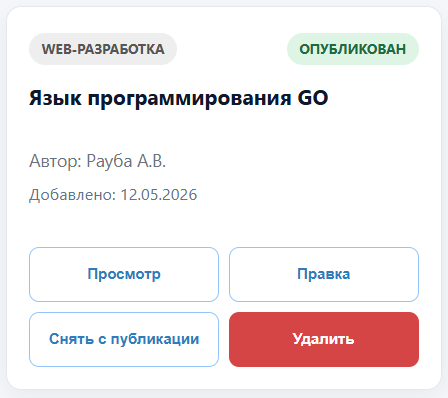 WEB-РАЗРАБОТКА ОПУБЛИКОВАН
Язык программирования GO
Автор: Рауба А.В.
Добавлено: 12.05.2026
Просмотр Правка
Снять с публикации Удалить